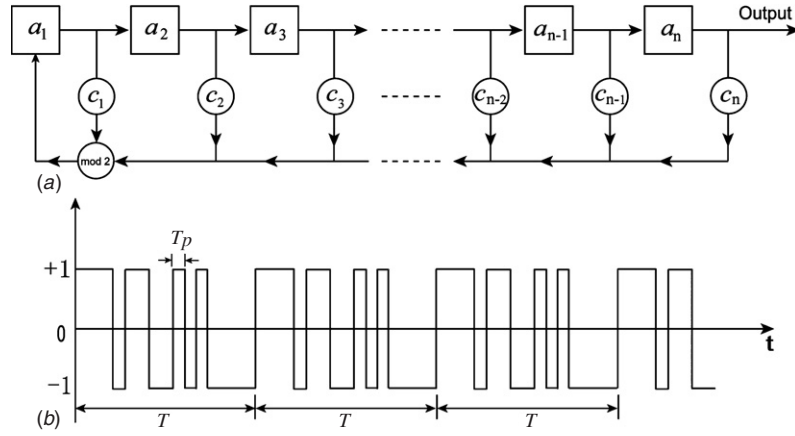 Output
a1 a2 a3 an-1 an
c1 c2 c3 cn-2 cn-1 cn
mod 2
(a)
Tp
+1
0
t
−1
T T T
(b)